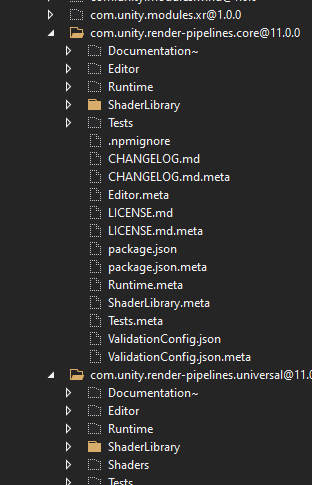 com.unity.modules.xr@1.0.0
com.unity.render-pipelines.core@11.0.0
Documentation~
Editor
Runtime
ShaderLibrary
Tests
.npmignore
CHANGELOG.md
CHANGELOG.md.meta
Editor.meta
LICENSE.md
LICENSE.md.meta
package.json
package.json.meta
Runtime.meta
ShaderLibrary.meta
Tests.meta
ValidationConfig.json
ValidationConfig.json.meta
com.unity.render-pipelines.universal@11.0
Documentation~
Editor
Runtime
ShaderLibrary
Shaders
Tests